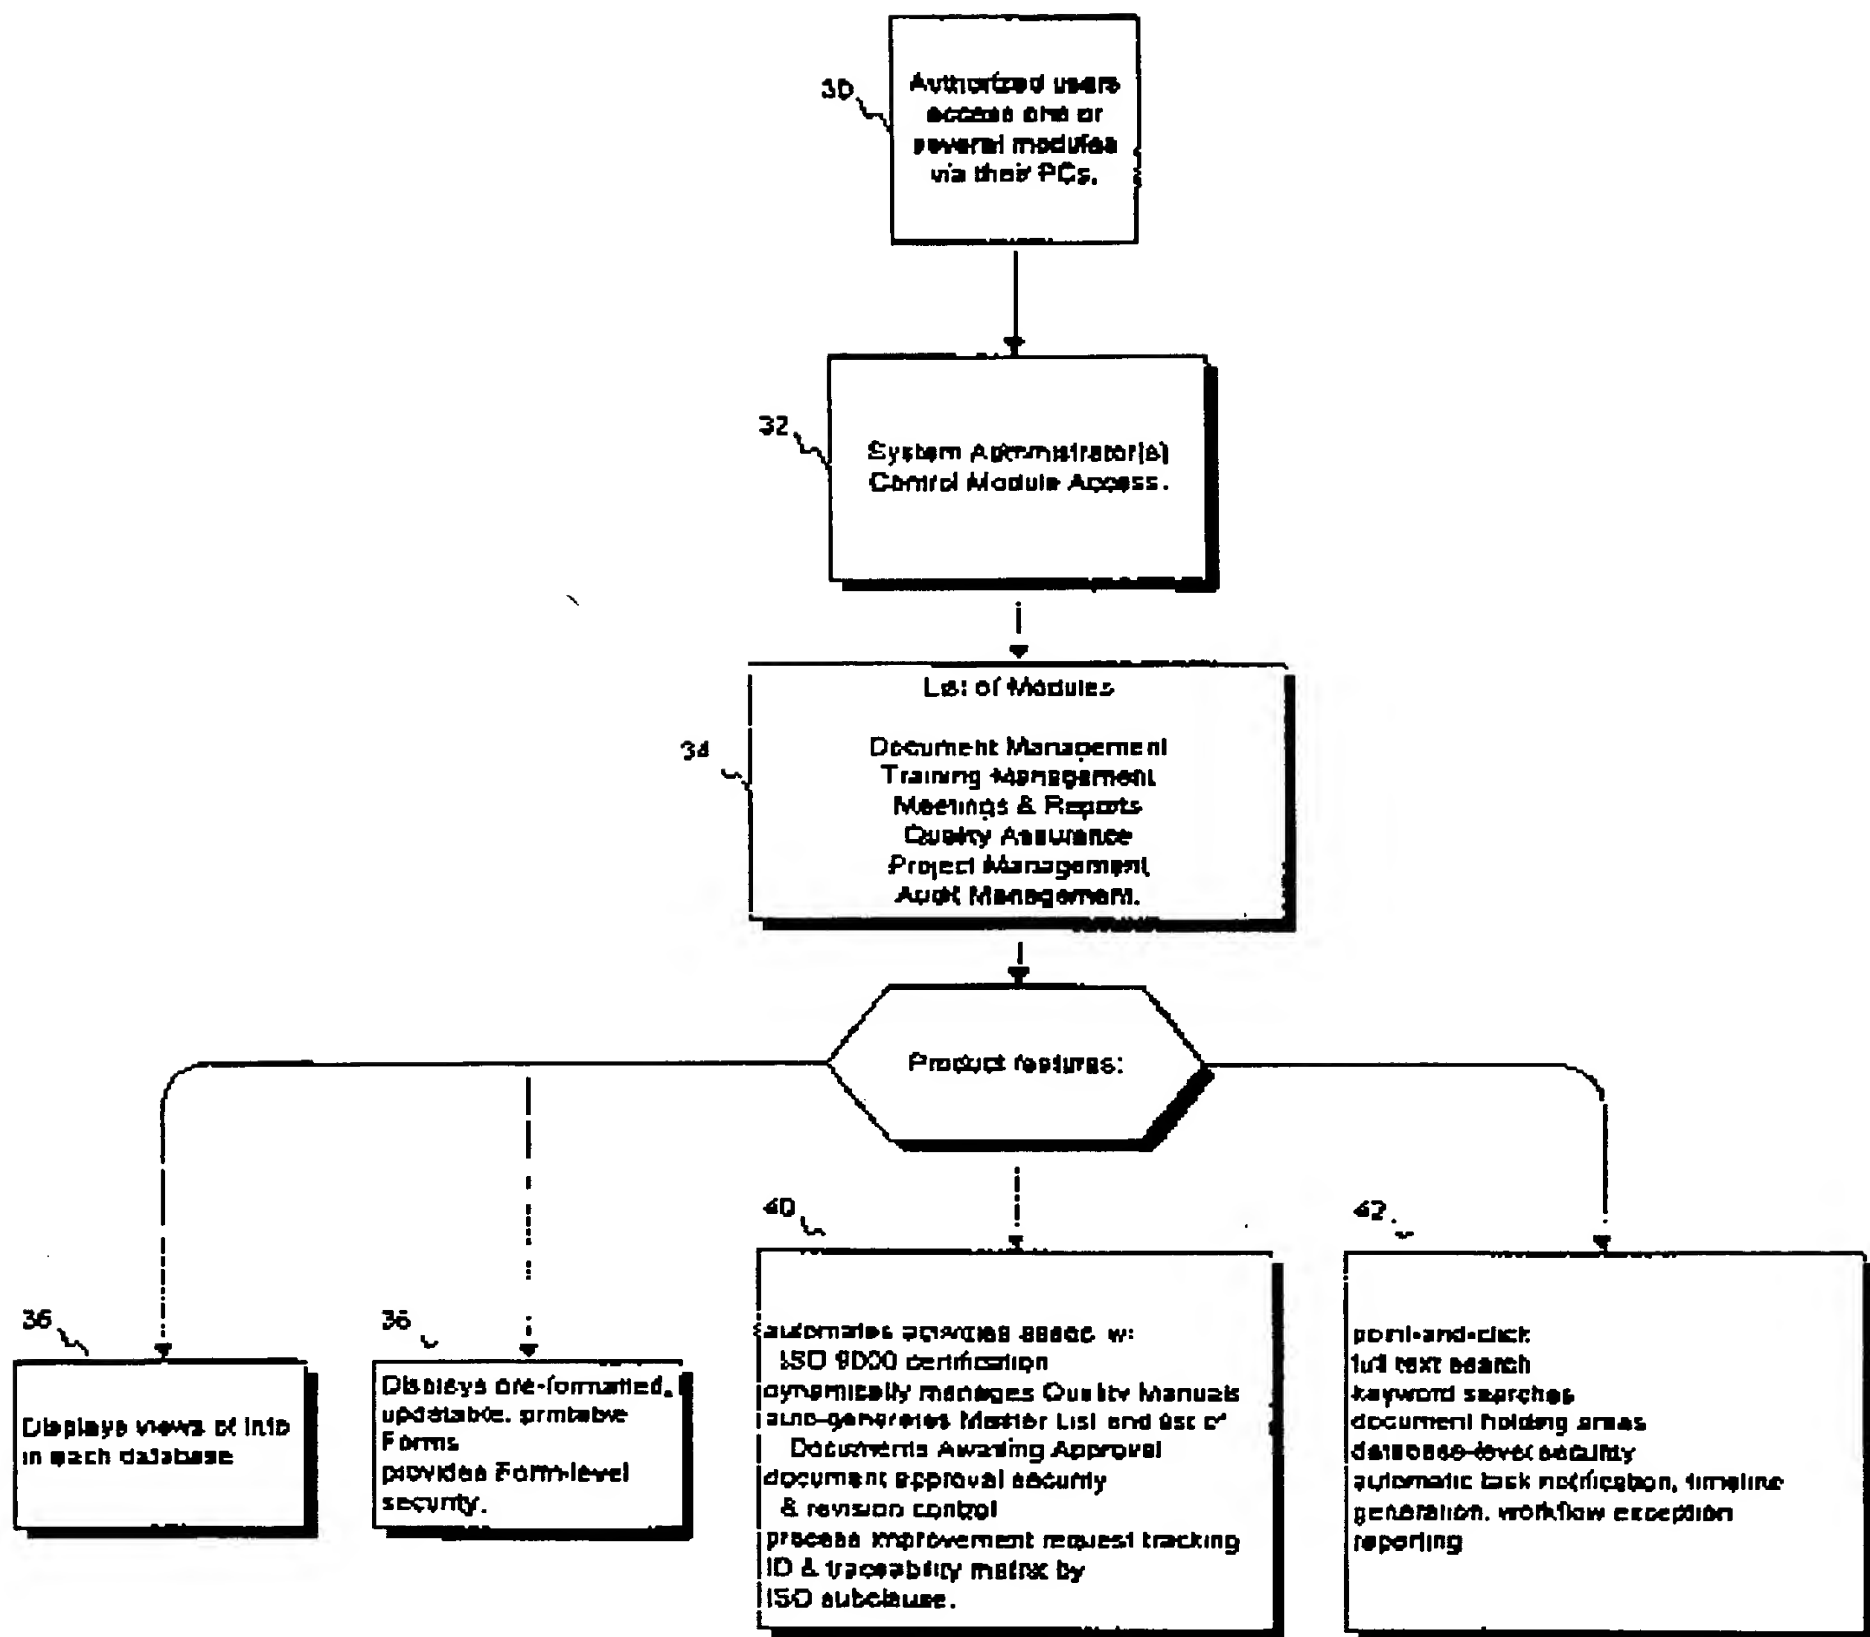 30
Authorized users
access one or
several modules
via their PCs.
32
System Administrator(s)
Control Module Access.
34
List of Modules
Document Management
Training Management
Meetings & Reports
Quality Assurance
Project Management
Audit Management.
Product features:
36
Displays views of info
in each database
36
Displays pre-formatted,
updatable, printable
Forms
provides Form-level
security.
40
automates activities assoc. w:
ISO 9000 certification
dynamically manages Quality Manuals
auto-generates Master List and list of
Documents Awaiting Approval
document approval security
& revision control
process improvement request tracking
ID & traceability matrix by
ISO subclause.
42
point-and-click
full text search
keyword searches
document holding areas
database-level security
automatic task notification, timeline
generation, workflow exception
reporting